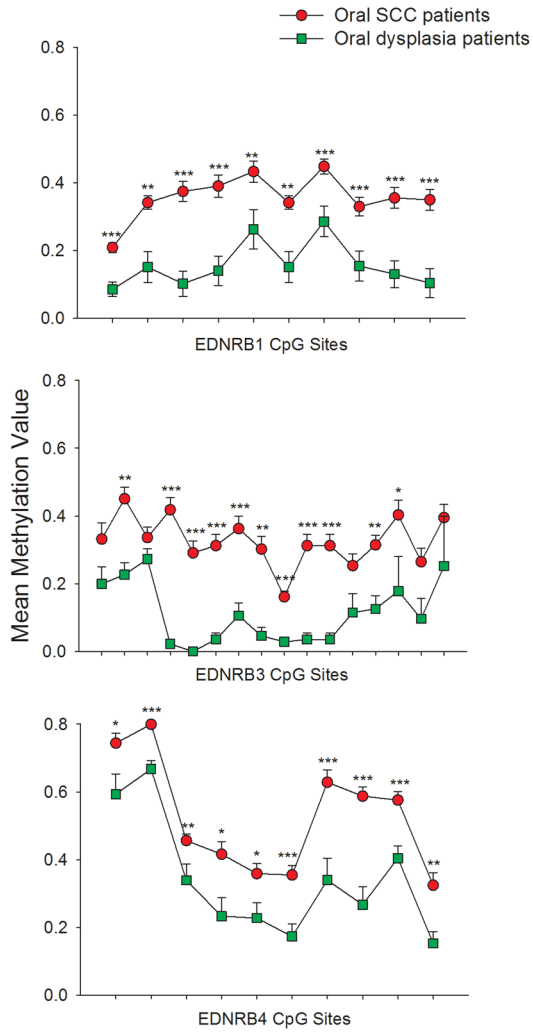 Oral SCC patients
Oral dysplasia patients
Mean Methylation Value
0.8
0.6
0.4
0.2
0.0
*** ** *** *** ** ** *** *** *** ***
EDNRB1 CpG Sites
0.8
0.6
0.4
0.2
0.0
** *** *** *** *** ** *** *** *** ** *
EDNRB3 CpG Sites
0.8
0.6
0.4
0.2
0.0
* *** ** * * *** *** *** *** **
EDNRB4 CpG Sites